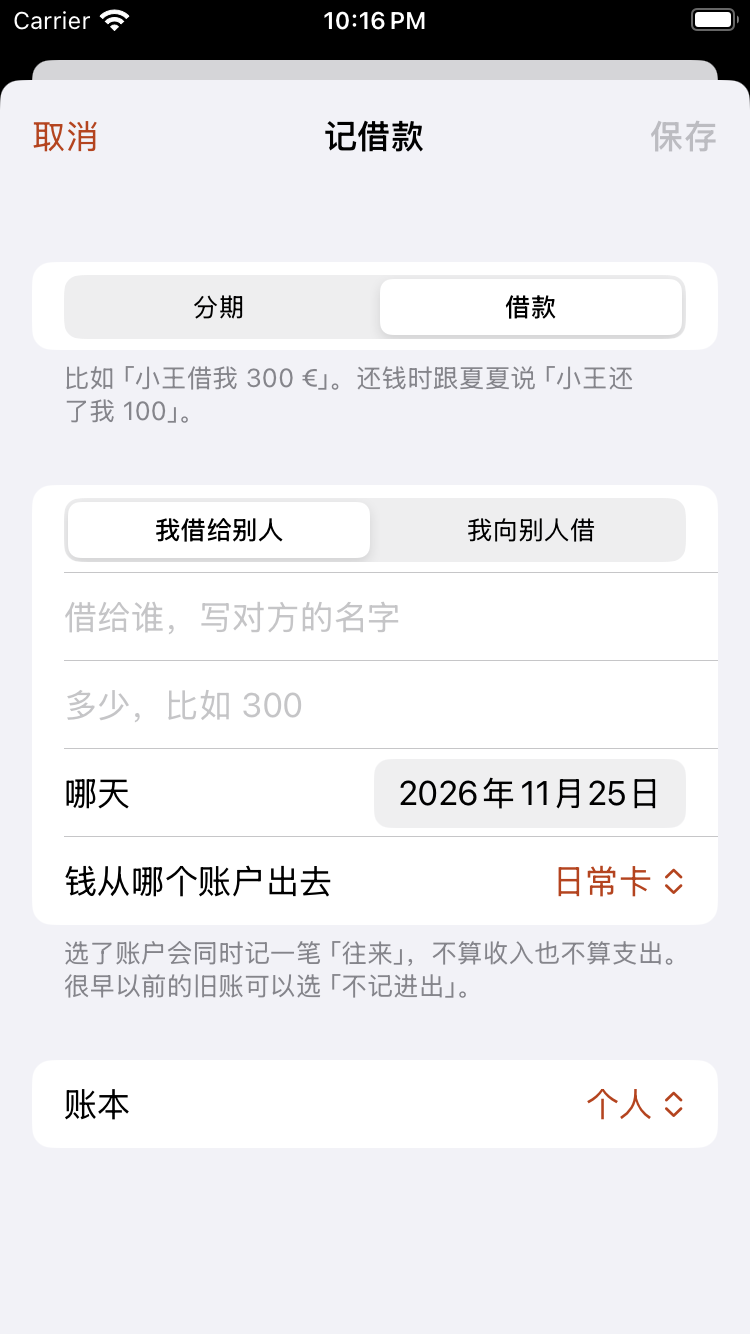 Carrier 10:16 PM
取消 记借款 保存
分期 借款
比如「小王借我 300 €」。还钱时跟夏夏说「小王还
了我 100」。
我借给别人 我向别人借
借给谁，写对方的名字
多少，比如 300
哪天 2026年11月25日
钱从哪个账户出去 日常卡
选了账户会同时记一笔「往来」，不算收入也不算支出。
很早以前的旧账可以选「不记进出」。
账本 个人